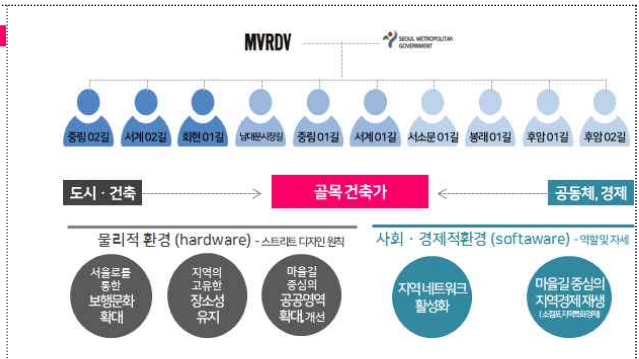 MVRDV
SEOUL METROPOLITAN
GOVERNMENT
중림 02길 서계 02길 회현 01길 남대문시장길 중림 01길 서계 01길 서소문 01길 봉래 01길 후암 01길 후암 02길
도시 · 건축
골목 건축가
공동체, 경제
물리적 환경 (hardware) - 스트리트 디자인 원칙
사회 · 경제적환경 (softaware) - 역할 및 자세
서울로를
통한
보행문화
확대
지역의
고유한
장소성
유지
마을길
중심의
공공영역
확대, 개선
지역 네트워크
활성화
마을길 중심의
지역경제 재생